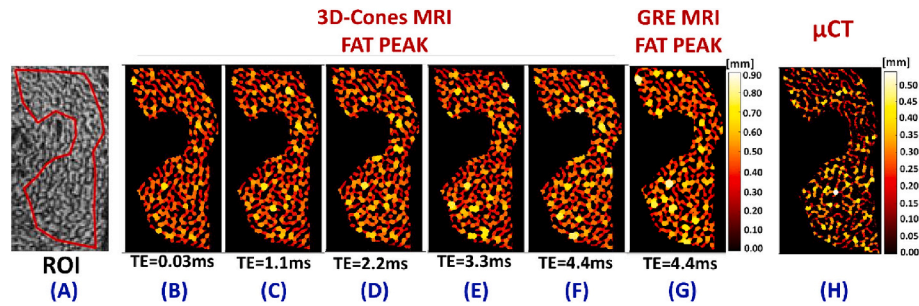 3D-Cones MRI
FAT PEAK
GRE MRI
FAT PEAK
µCT
[mm]
0.90
0.80
0.70
0.60
0.50
0.40
0.30
0.20
0.10
0.00
[mm]
0.50
0.45
0.40
0.35
0.30
0.25
0.20
0.15
0.10
0.05
0.00
ROI
TE=0.03ms
TE=1.1ms
TE=2.2ms
TE=3.3ms
TE=4.4ms
TE=4.4ms
(A)
(B)
(C)
(D)
(E)
(F)
(G)
(H)